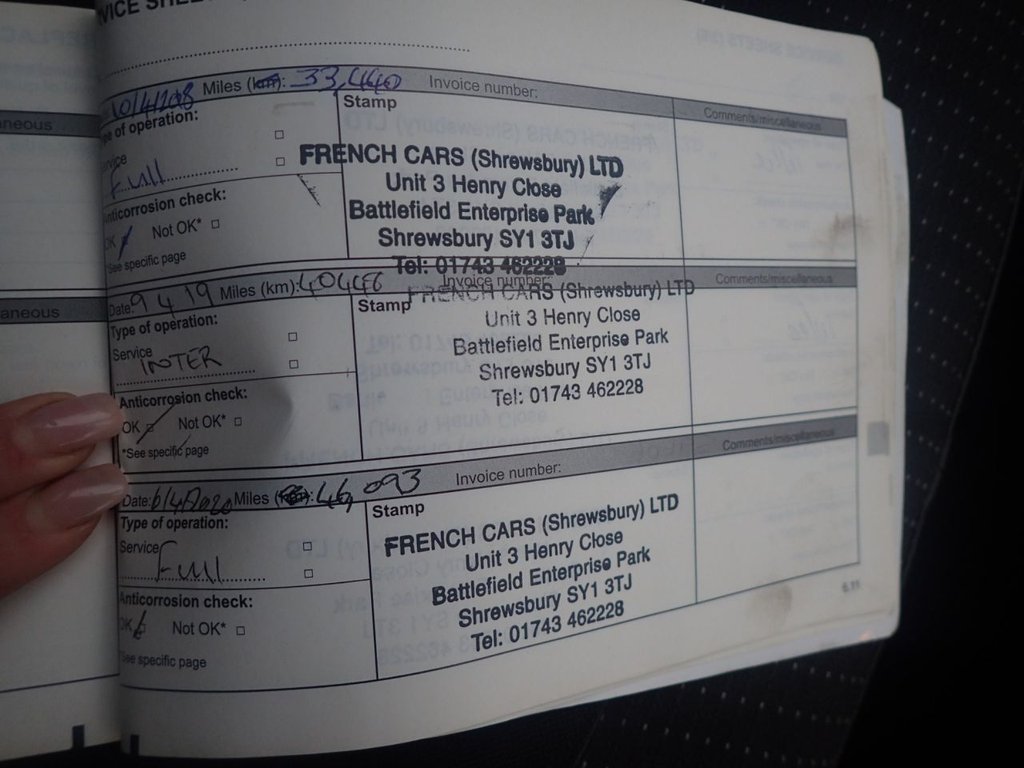 Miles (km): 33,440 Invoice number:
Type of operation:
Stamp
Comments/miscellaneous
Service
Full
FRENCH CARS (Shrewsbury) LTD
Unit 3 Henry Close
Battlefield Enterprise Park
Shrewsbury SY1 3TJ
Tel: 01743 462228
Anticorrosion check:
OK Not OK*
*See specific page
Date: 9 4 19 Miles (km): 40448 Invoice number:
Type of operation:
Stamp
Comments/miscellaneous
Service
INTER
FRENCH CARS (Shrewsbury) LTD
Unit 3 Henry Close
Battlefield Enterprise Park
Shrewsbury SY1 3TJ
Tel: 01743 462228
Anticorrosion check:
OK Not OK*
*See specific page
Date: 6/4/2020 Miles 46,093 Invoice number:
Type of operation:
Stamp
Comments/miscellaneous
Service
Full
FRENCH CARS (Shrewsbury) LTD
Unit 3 Henry Close
Battlefield Enterprise Park
Shrewsbury SY1 3TJ
Tel: 01743 462228
Anticorrosion check:
OK Not OK*
*See specific page